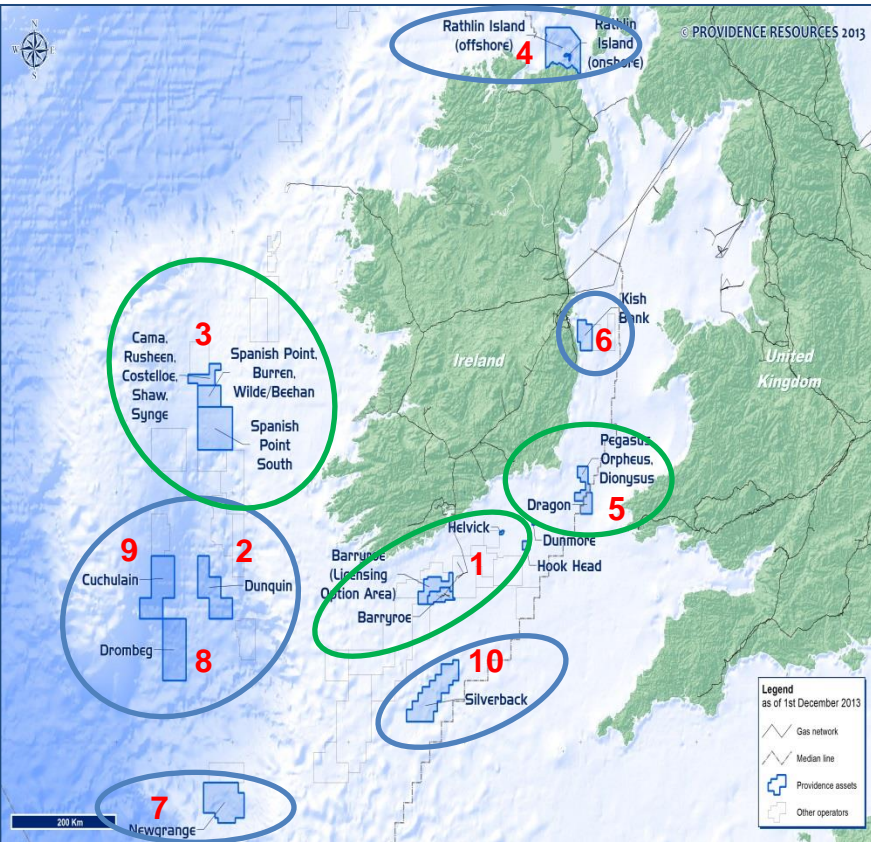 N
W E
S
Rathlin Island
(offshore)
4
Rathlin
Island
(onshore)
© PROVIDENCE RESOURCES 2013
3
Cama,
Rusheen,
Costelloe,
Shaw,
Synge
Spanish Point,
Burren,
Wilde/Beehan
Spanish
Point
South
Ireland
Kish
Bank
6
United
Kingdom
Pegasus,
Orpheus,
Dionysus
Dragon
5
Helvick
Dunmore
Hook Head
1
Barryroe
(Licensing
Option Area)
Barryroe
9
2
Cuchulain
Dunquin
Drombeg
8
10
Silverback
7
Newgrange
200 Km
Legend
as of 1st December 2013
Gas network
Median line
Providence assets
Other operators